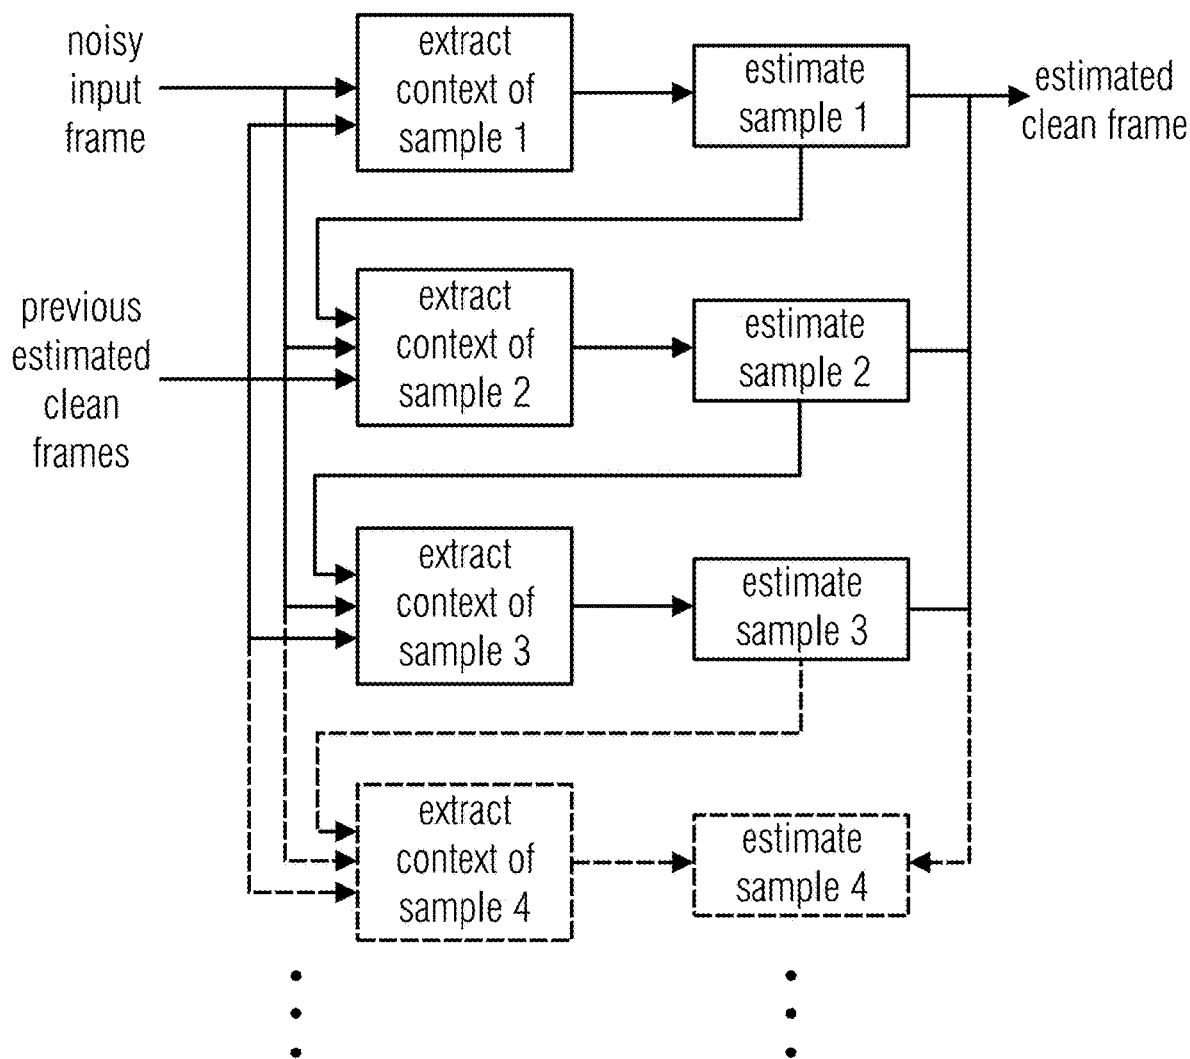 noisy
input
frame
extract
context of
sample 1
estimate
sample 1
estimated
clean frame
previous
estimated
clean
frames
extract
context of
sample 2
estimate
sample 2
extract
context of
sample 3
estimate
sample 3
extract
context of
sample 4
estimate
sample 4